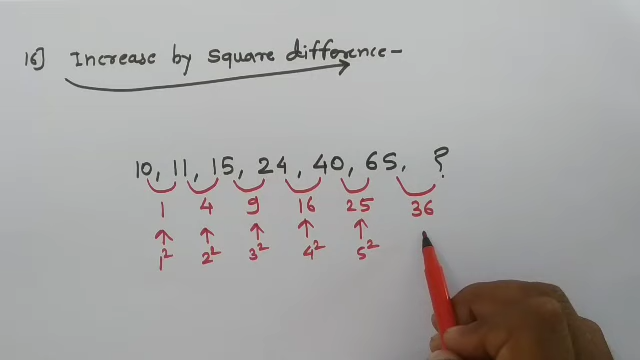 16] Increase by square difference-
10, 11, 15, 24, 40, 65, ?
1 4 9 16 25 36
1² 2² 3² 4² 5²